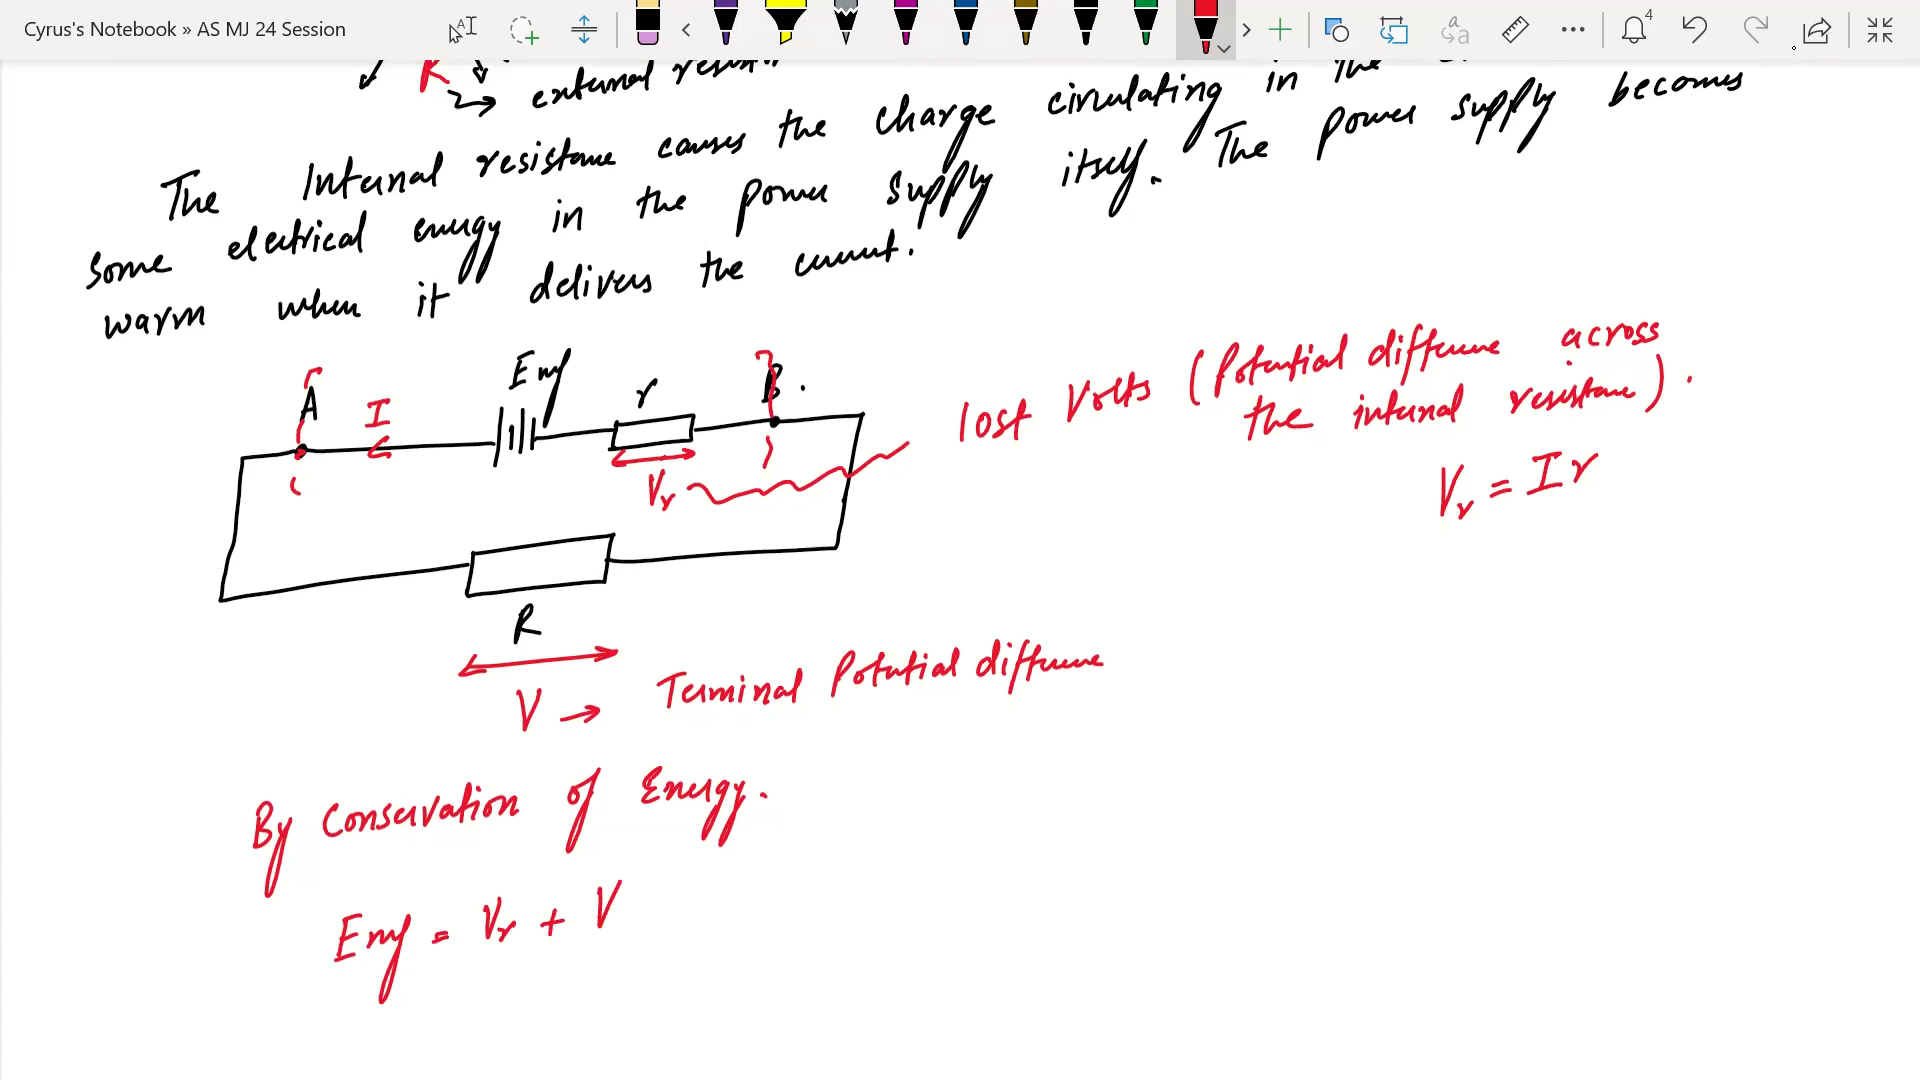 Cyrus's Notebook » AS MJ 24 Session
4
R
external
The Internal resistance causes the charge circulating in the
some electrical energy in the power supply itself. The power supply becomes
warm when it delivers the current.
Emf
A
I
r
B.
Vr
lost Volts (Potential difference across
the internal resistance).
Vr = Ir
R
V → Terminal Potential difference
By Conservation of Energy.
Emf = Vr + V